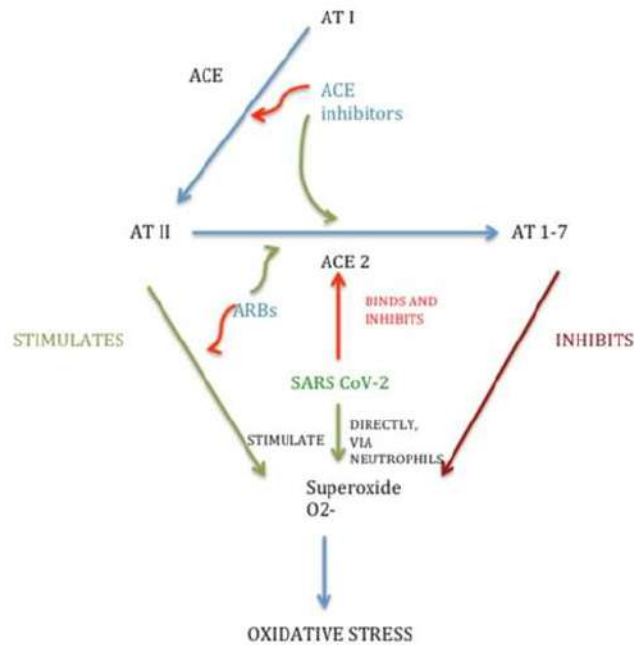 AT I
ACE
ACE
inhibitors
AT II
AT 1-7
ACE 2
ARBs
BINDS AND
INHIBITS
STIMULATES
INHIBITS
SARS CoV-2
STIMULATE
DIRECTLY,
VIA
NEUTROPHILS
Superoxide
O2-
OXIDATIVE STRESS